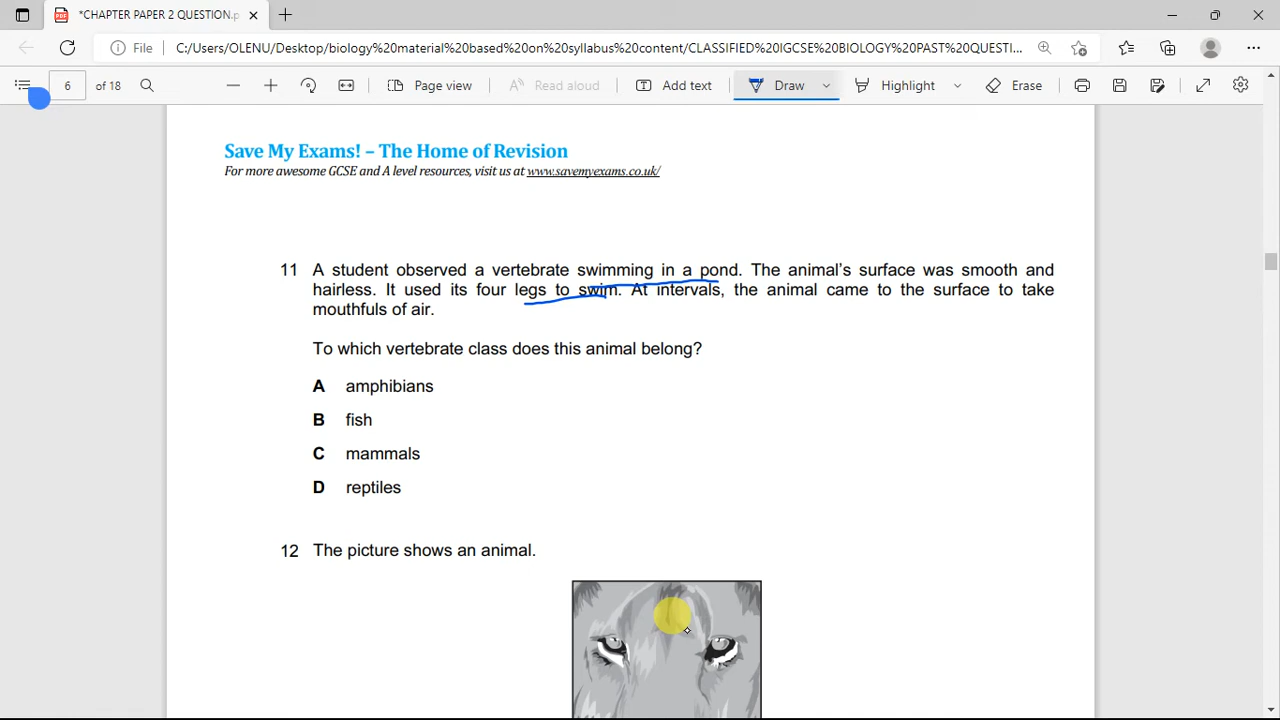 *CHAPTER PAPER 2 QUESTION.p
File
C:/Users/OLENU/Desktop/biology%20material%20based%20on%20syllabus%20content/CLASSIFIED%20IGCSE%20BIOLOGY%20PAST%20QUESTI...
6 of 18
Page view
Read aloud
Add text
Draw
Highlight
Erase
Save My Exams! – The Home of Revision
For more awesome GCSE and A level resources, visit us at www.savemyexams.co.uk/
11 A student observed a vertebrate swimming in a pond. The animal's surface was smooth and
hairless. It used its four legs to swim. At intervals, the animal came to the surface to take
mouthfuls of air.
To which vertebrate class does this animal belong?
A amphibians
B fish
C mammals
D reptiles
12 The picture shows an animal.